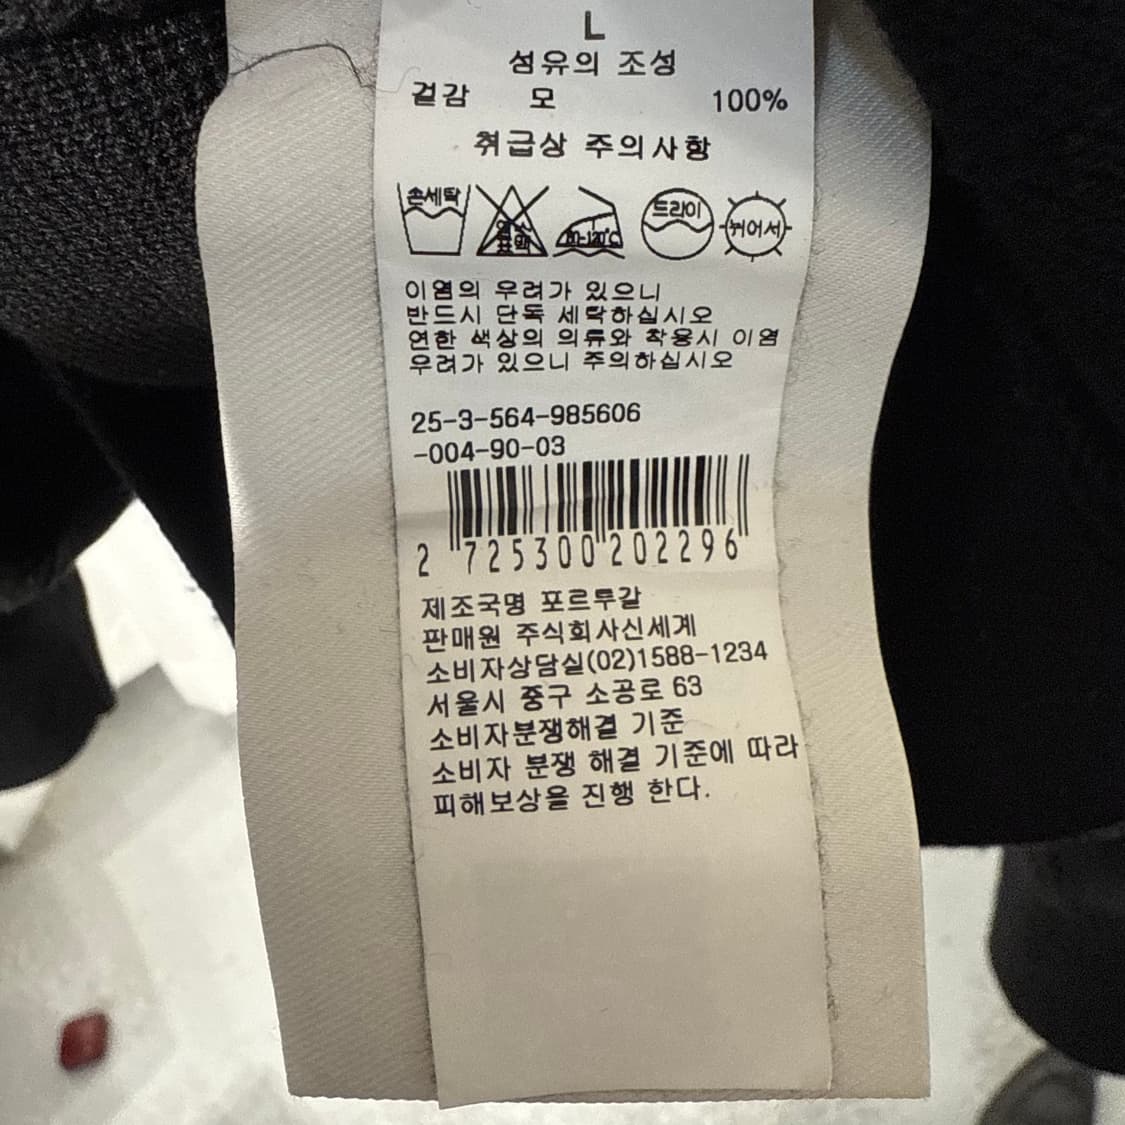 L
섬유의 조성
겉감 모 100%
취급상 주의사항
손세탁 드라이 뉘어서
이염의 우려가 있으니
반드시 단독 세탁하십시오
연한 색상의 의류와 착용시 이염
우려가 있으니 주의하십시오
25-3-564-985606
-004-90-03
2 725300 202296
제조국명 포르투갈
판매원 주식회사신세계
소비자상담실(02)1588-1234
서울시 중구 소공로 63
소비자분쟁해결 기준
소비자 분쟁 해결 기준에 따라
피해보상을 진행 한다.